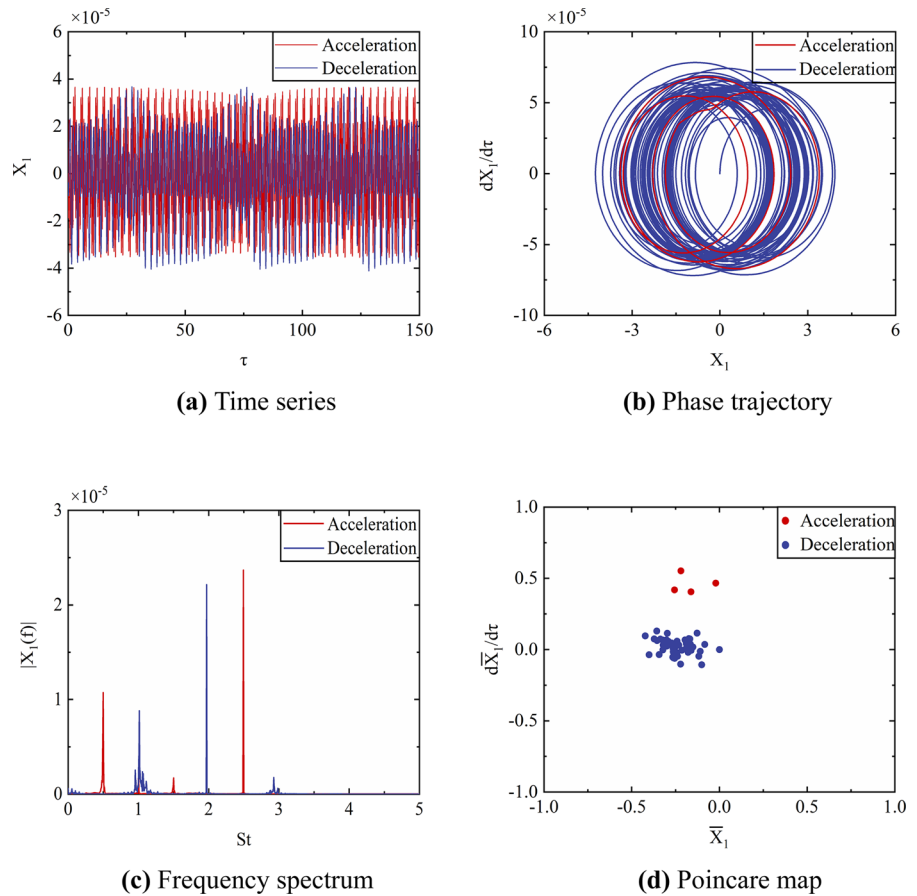 ×10⁻⁵
6
4
2
0
-2
-4
-6
X₁
0
50
100
150
τ
Acceleration
Deceleration
(a) Time series
×10⁻⁵
10
5
0
-5
-10
dX₁/dτ
-6
-3
0
3
6
X₁
Acceleration
Deceleration
(b) Phase trajectory
×10⁻⁵
3
2
1
0
|X₁(f)|
0
1
2
3
4
5
St
Acceleration
Deceleration
(c) Frequency spectrum
1.0
0.5
0.0
-0.5
-1.0
dX̅₁/dτ
-1.0
-0.5
0.0
0.5
1.0
X̅₁
Acceleration
Deceleration
(d) Poincare map